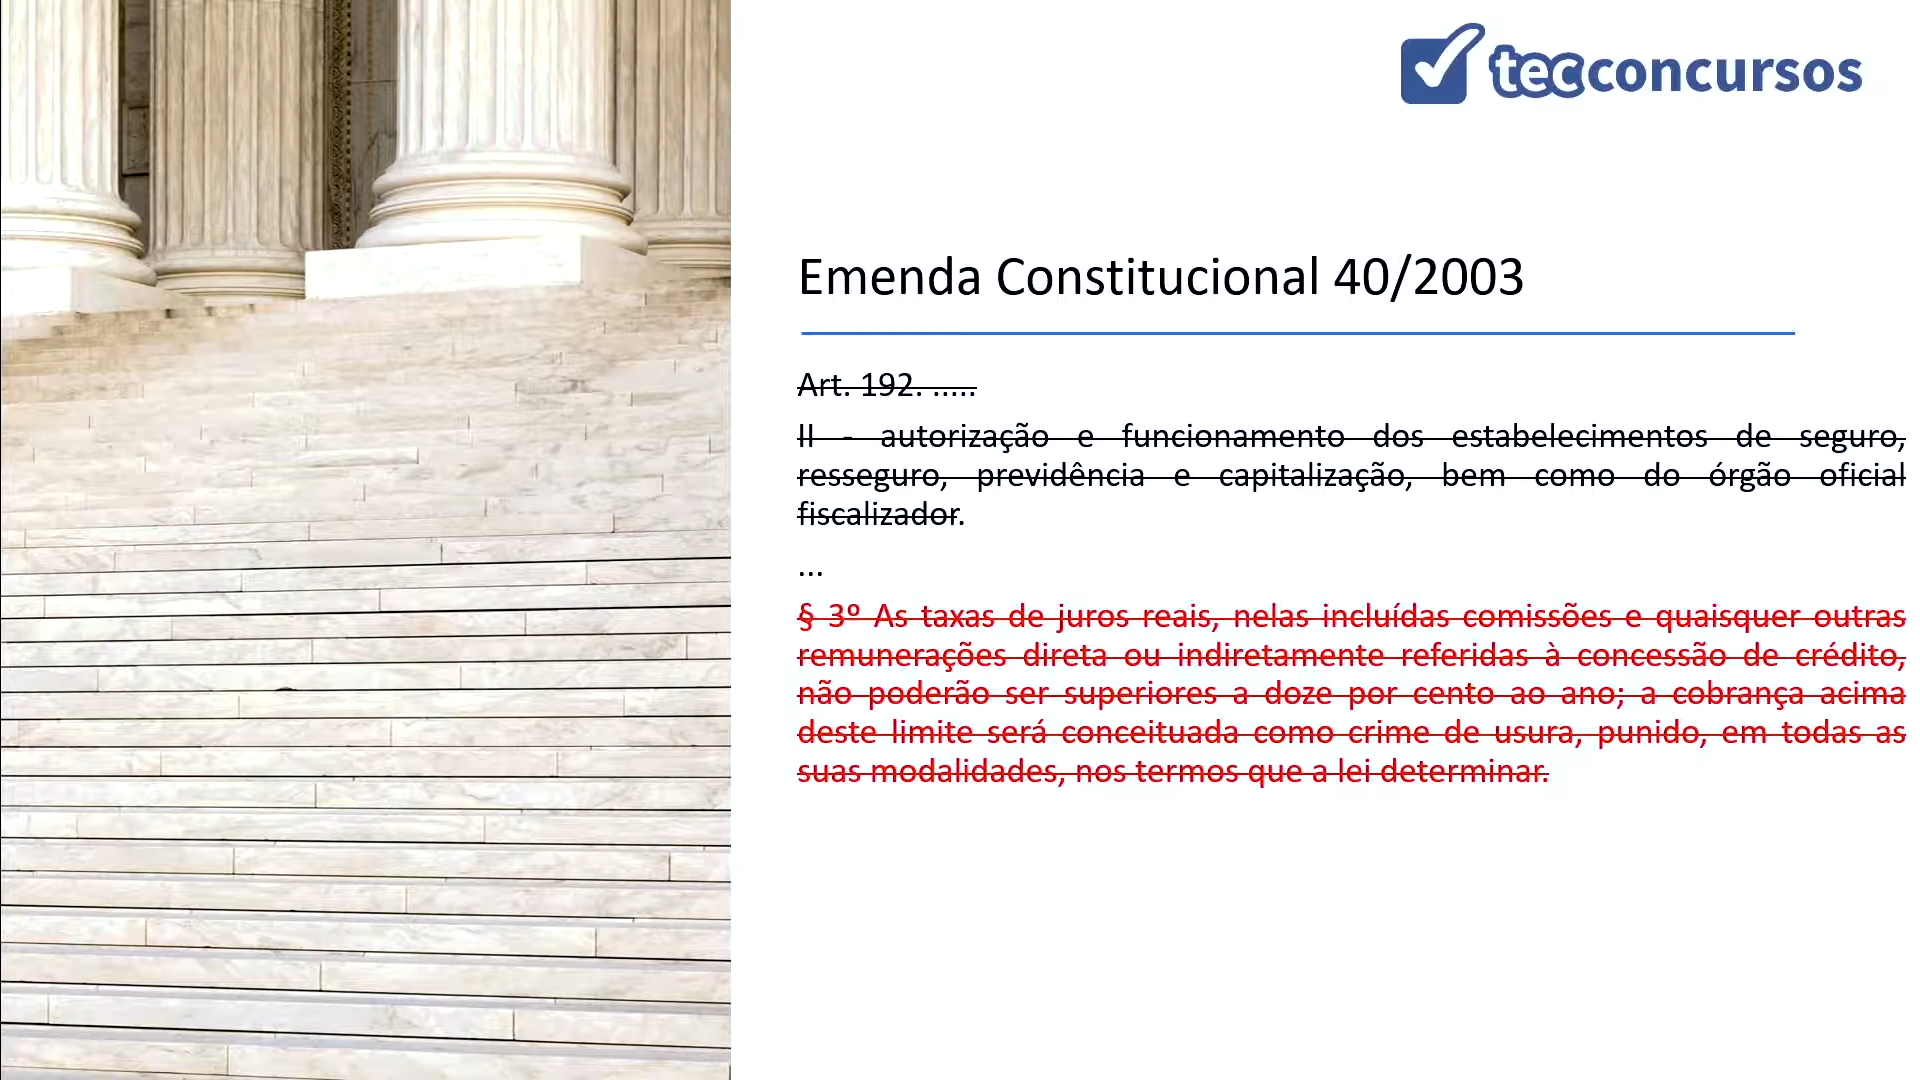 tecconcursos
Emenda Constitucional 40/2003
Art. 192. .....
II - autorização e funcionamento dos estabelecimentos de seguro,
resseguro, previdência e capitalização, bem como do órgão oficial
fiscalizador.
...
§ 3º As taxas de juros reais, nelas incluídas comissões e quaisquer outras
remunerações direta ou indiretamente referidas à concessão de crédito,
não poderão ser superiores a doze por cento ao ano; a cobrança acima
deste limite será conceituada como crime de usura, punido, em todas as
suas modalidades, nos termos que a lei determinar.